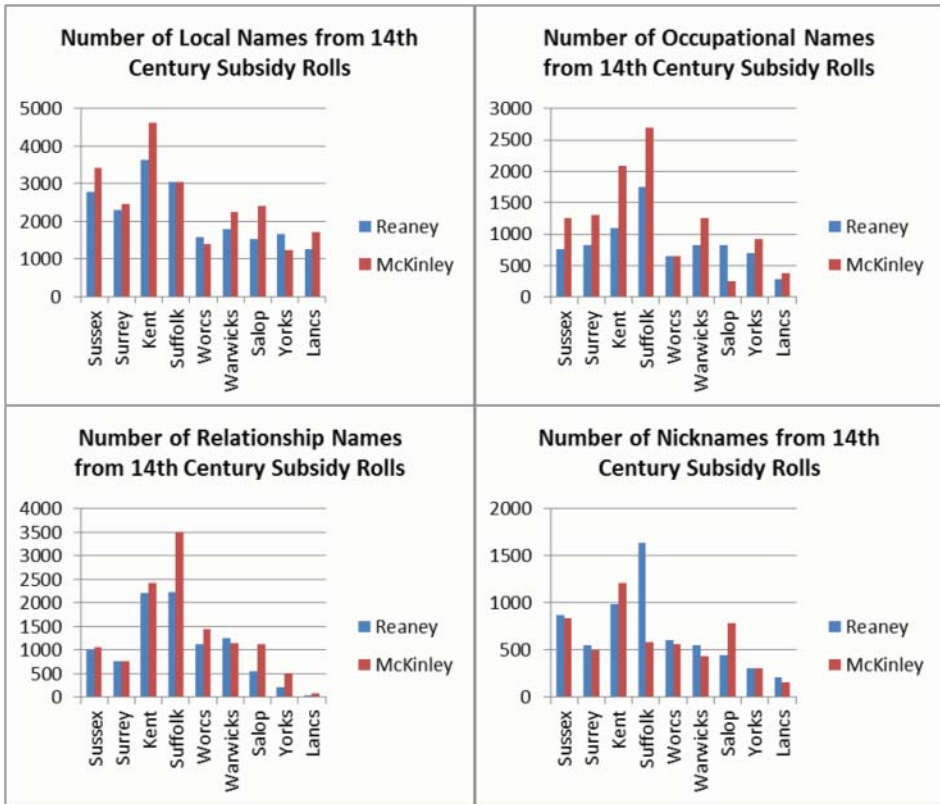 Number of Local Names from 14th
Century Subsidy Rolls
5000
4000
3000
2000
1000
0
Sussex
Surrey
Kent
Suffolk
Worcs
Warwicks
Salop
Yorks
Lancs
Reaney
McKinley
Number of Occupational Names
from 14th Century Subsidy Rolls
3000
2500
2000
1500
1000
500
0
Sussex
Surrey
Kent
Suffolk
Worcs
Warwicks
Salop
Yorks
Lancs
Reaney
McKinley
Number of Relationship Names
from 14th Century Subsidy Rolls
4000
3500
3000
2500
2000
1500
1000
500
0
Sussex
Surrey
Kent
Suffolk
Worcs
Warwicks
Salop
Yorks
Lancs
Reaney
McKinley
Number of Nicknames from 14th
Century Subsidy Rolls
2000
1500
1000
500
0
Sussex
Surrey
Kent
Suffolk
Worcs
Warwicks
Salop
Yorks
Lancs
Reaney
McKinley